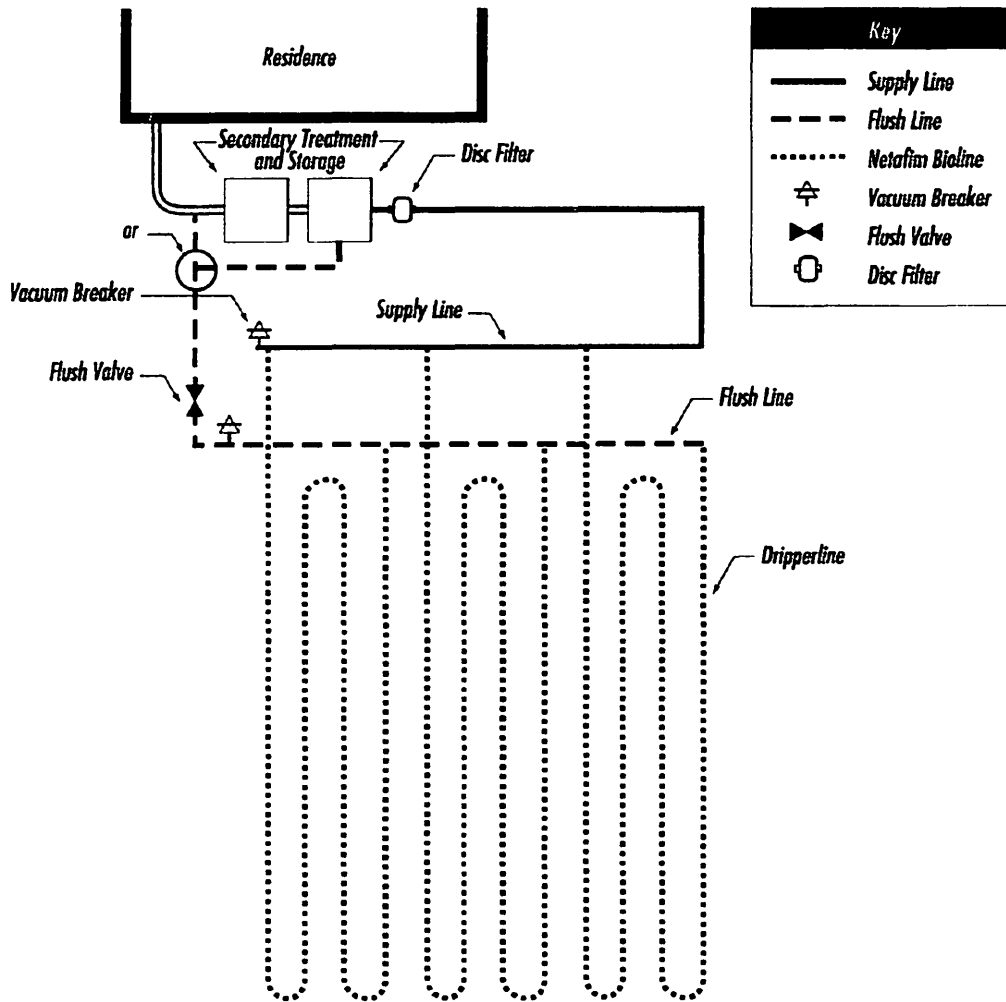 Residence
Secondary Treatment
and Storage
Disc Filter
or
Vacuum Breaker
Supply Line
Flush Valve
Flush Line
Dripperline
Key
Supply Line
Flush Line
Netafim Bioline
Vacuum Breaker
Flush Valve
Disc Filter